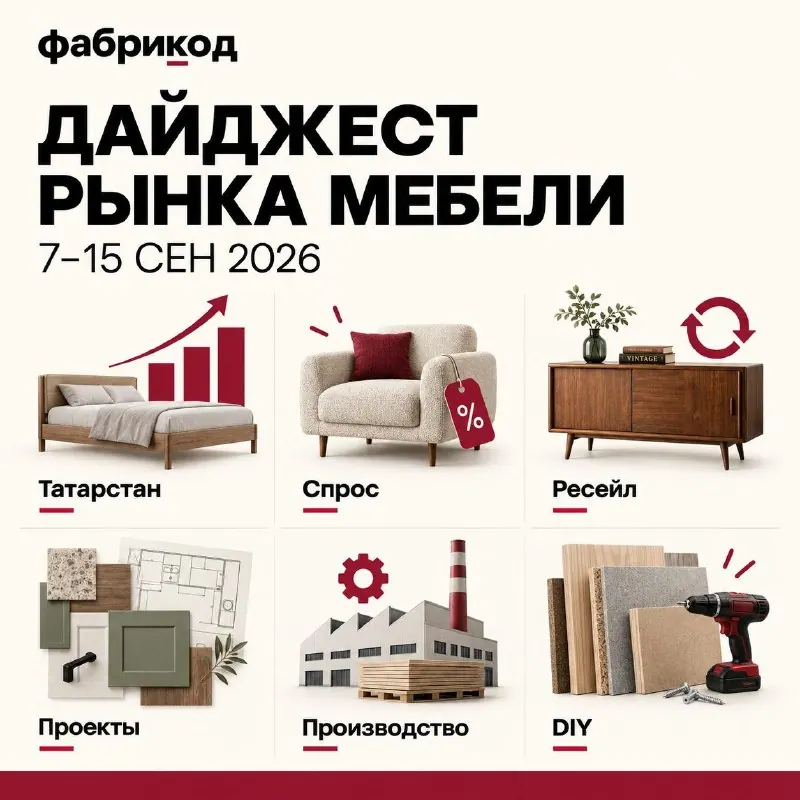 фабрикод
ДАЙДЖЕСТ
РЫНКА МЕБЕЛИ
7–15 СЕН 2026
%
VINTAGE
Татарстан
Спрос
Ресейл
Проекты
Производство
DIY